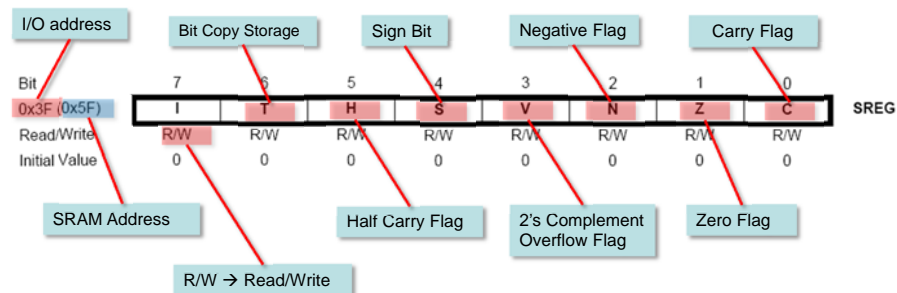 I/O address
Bit Copy Storage
Sign Bit
Negative Flag
Carry Flag
Bit 7 6 5 4 3 2 1 0
0x3F (0x5F) I T H S V N Z C SREG
Read/Write R/W R/W R/W R/W R/W R/W R/W R/W
Initial Value 0 0 0 0 0 0 0 0
SRAM Address
Half Carry Flag
2's Complement
Overflow Flag
Zero Flag
R/W → Read/Write